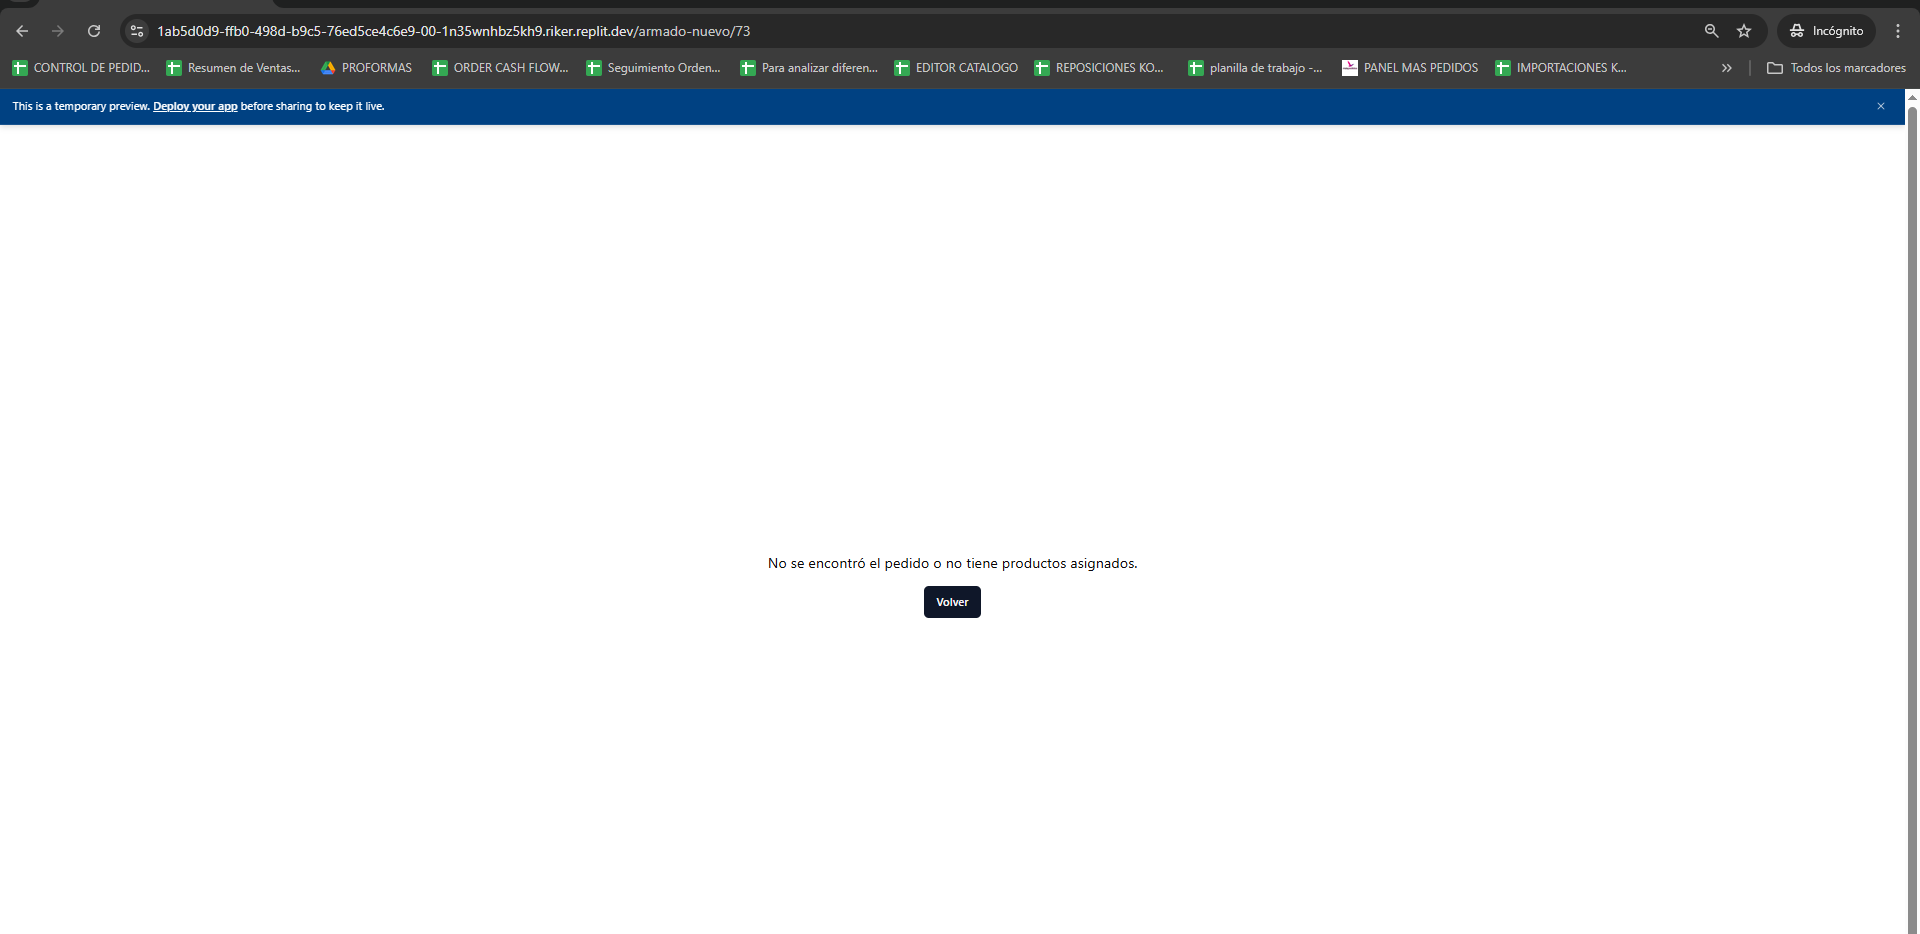 1ab5d0d9-ffb0-498d-b9c5-76ed5ce4c6e9-00-1n35wnhbz5kh9.riker.replit.dev/armado-nuevo/73
Incógnito
CONTROL DE PEDID... Resumen de Ventas... PROFORMAS ORDER CASH FLOW... Seguimiento Orden... Para analizar diferen... EDITOR CATALOGO REPOSICIONES KO... planilla de trabajo -... PANEL MAS PEDIDOS IMPORTACIONES K... » Todos los marcadores
This is a temporary preview. Deploy your app before sharing to keep it live.
No se encontró el pedido o no tiene productos asignados.
Volver